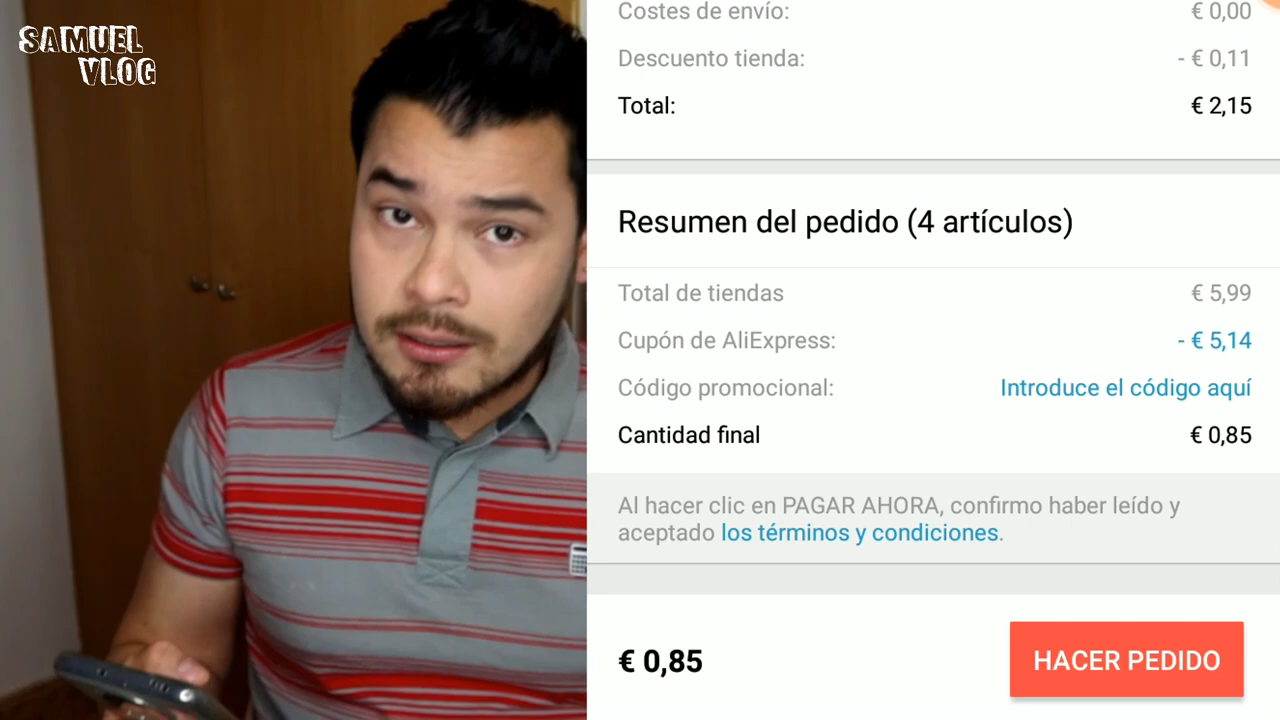 SAMUEL
VLOG
Costes de envío: € 0,00
Descuento tienda: - € 0,11
Total: € 2,15
Resumen del pedido (4 artículos)
Total de tiendas € 5,99
Cupón de AliExpress: - € 5,14
Código promocional: Introduce el código aquí
Cantidad final € 0,85
Al hacer clic en PAGAR AHORA, confirmo haber leído y
aceptado los términos y condiciones.
€ 0,85 HACER PEDIDO